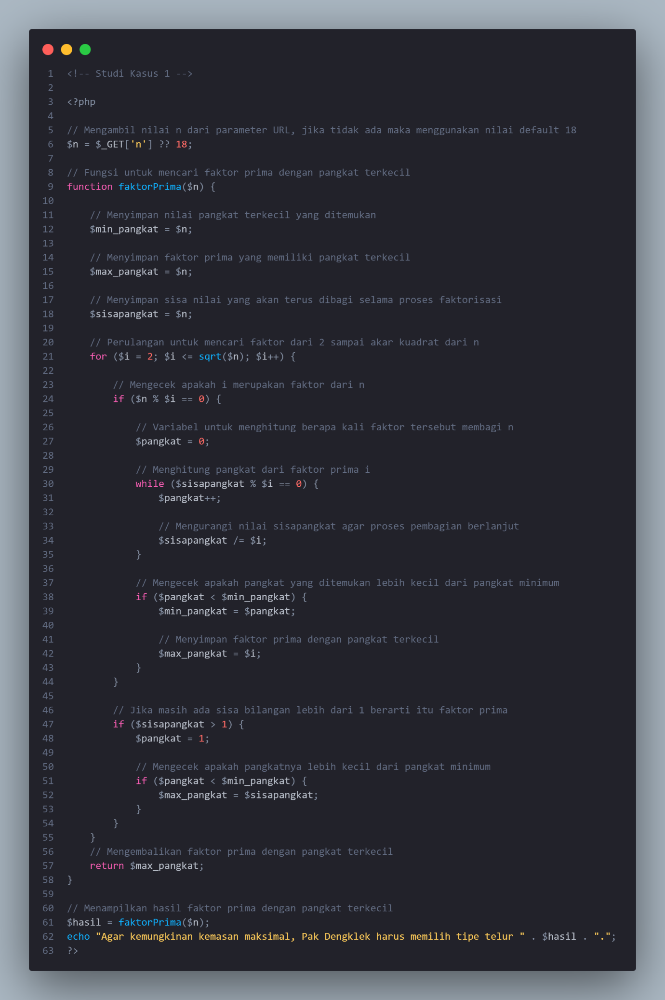 1 <!-- Studi Kasus 1 -->
2
3 <?php
4
5 // Mengambil nilai n dari parameter URL, jika tidak ada maka menggunakan nilai default 18
6 $n = $_GET['n'] ?? 18;
7
8 // Fungsi untuk mencari faktor prima dengan pangkat terkecil
9 function faktorPrima($n) {
10
11     // Menyimpan nilai pangkat terkecil yang ditemukan
12     $min_pangkat = $n;
13
14     // Menyimpan faktor prima yang memiliki pangkat terkecil
15     $max_pangkat = $n;
16
17     // Menyimpan sisa nilai yang akan terus dibagi selama proses faktorisasi
18     $sisapangkat = $n;
19
20     // Perulangan untuk mencari faktor dari 2 sampai akar kuadrat dari n
21     for ($i = 2; $i <= sqrt($n); $i++) {
22
23         // Mengecek apakah i merupakan faktor dari n
24         if ($n % $i == 0) {
25
26             // Variabel untuk menghitung berapa kali faktor tersebut membagi n
27             $pangkat = 0;
28
29             // Menghitung pangkat dari faktor prima i
30             while ($sisapangkat % $i == 0) {
31                 $pangkat++;
32
33                 // Mengurangi nilai sisapangkat agar proses pembagian berlanjut
34                 $sisapangkat /= $i;
35             }
36
37             // Mengecek apakah pangkat yang ditemukan lebih kecil dari pangkat minimum
38             if ($pangkat < $min_pangkat) {
39                 $min_pangkat = $pangkat;
40
41                 // Menyimpan faktor prima dengan pangkat terkecil
42                 $max_pangkat = $i;
43             }
44         }
45
46         // Jika masih ada sisa bilangan lebih dari 1 berarti itu faktor prima
47         if ($sisapangkat > 1) {
48             $pangkat = 1;
49
50             // Mengecek apakah pangkatnya lebih kecil dari pangkat minimum
51             if ($pangkat < $min_pangkat) {
52                 $max_pangkat = $sisapangkat;
53             }
54         }
55     }
56     // Mengembalikan faktor prima dengan pangkat terkecil
57     return $max_pangkat;
58 }
59
60 // Menampilkan hasil faktor prima dengan pangkat terkecil
61 $hasil = faktorPrima($n);
62 echo "Agar kemungkinan kemasan maksimal, Pak Dengklek harus memilih tipe telur " . $hasil . ".";
63 ?>